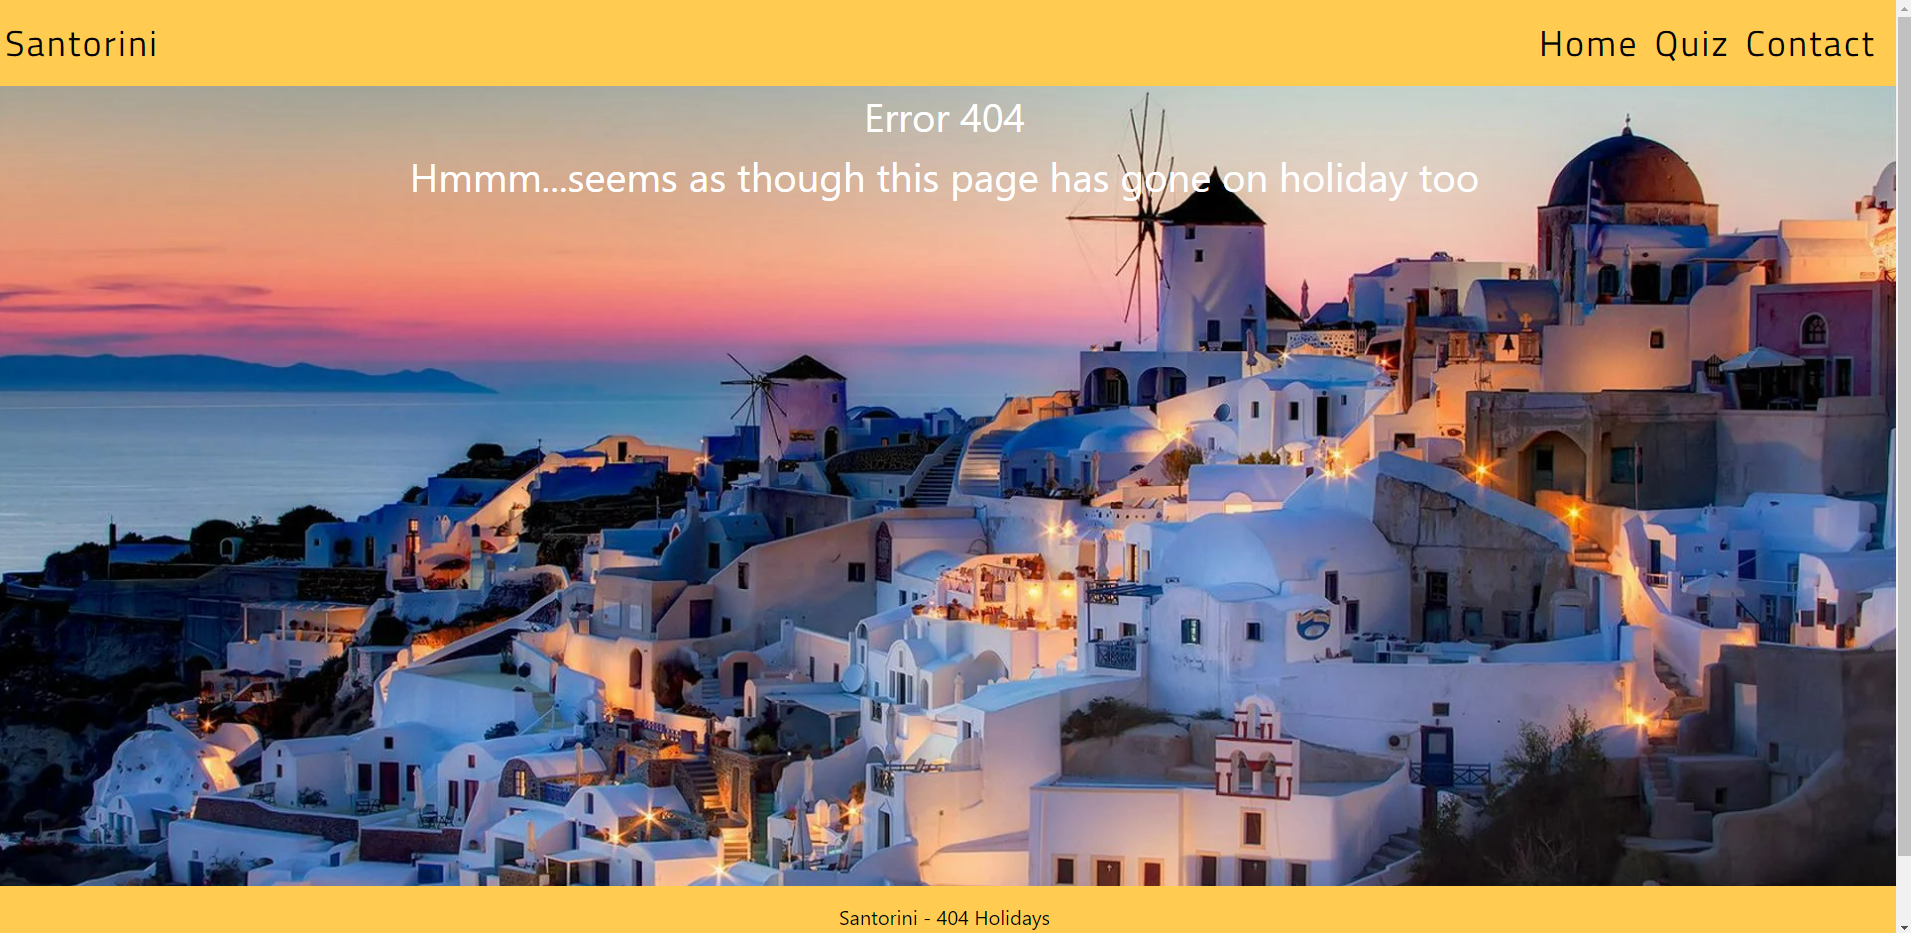 Santorini
Home Quiz Contact
Error 404
Hmmm...seems as though this page has gone on holiday too
Santorini - 404 Holidays